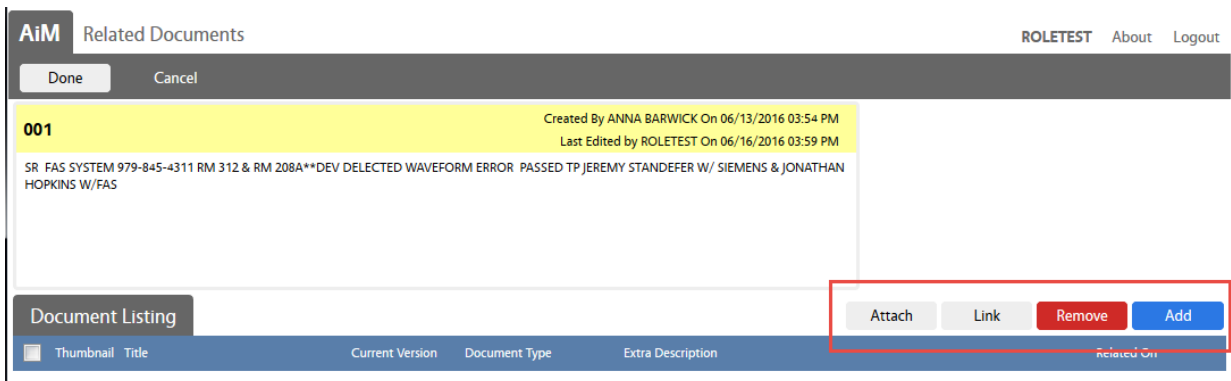 AiM Related Documents ROLETEST About Logout
Done Cancel
001 Created By ANNA BARWICK On 06/13/2016 03:54 PM
Last Edited by ROLETEST On 06/16/2016 03:59 PM
SR FAS SYSTEM 979-845-4311 RM 312 & RM 208A**DEV DELECTED WAVEFORM ERROR PASSED TP JEREMY STANDEFER W/ SIEMENS & JONATHAN
HOPKINS W/FAS
Document Listing Attach Link Remove Add
Thumbnail Title Current Version Document Type Extra Description Related On